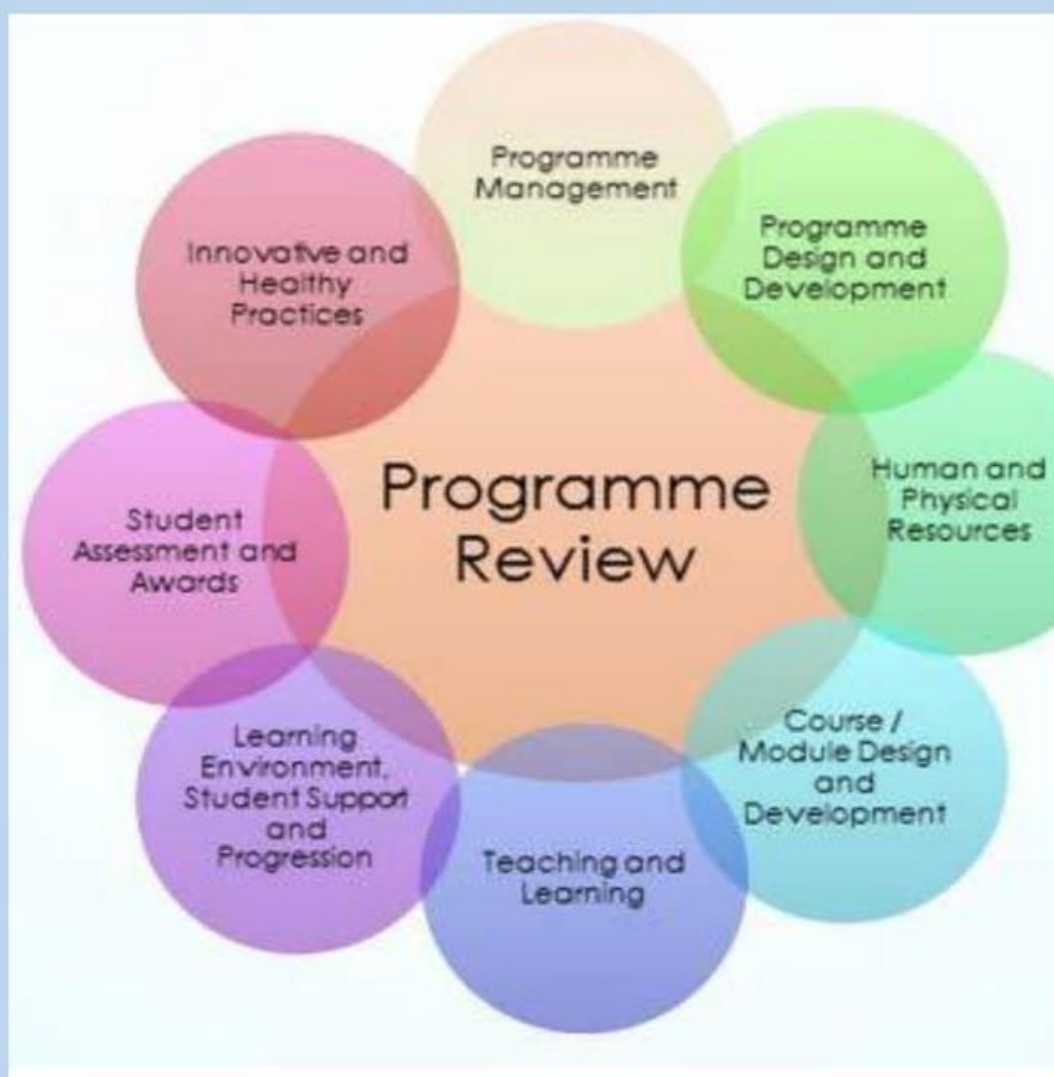 Programme
Management
Programme
Design and
Development
Human and
Physical
Resources
Course /
Module Design
and
Development
Teaching and
Learning
Learning
Environment,
Student Support
and
Progression
Student
Assessment and
Awards
Innovative and
Healthy
Practices
Programme
Review